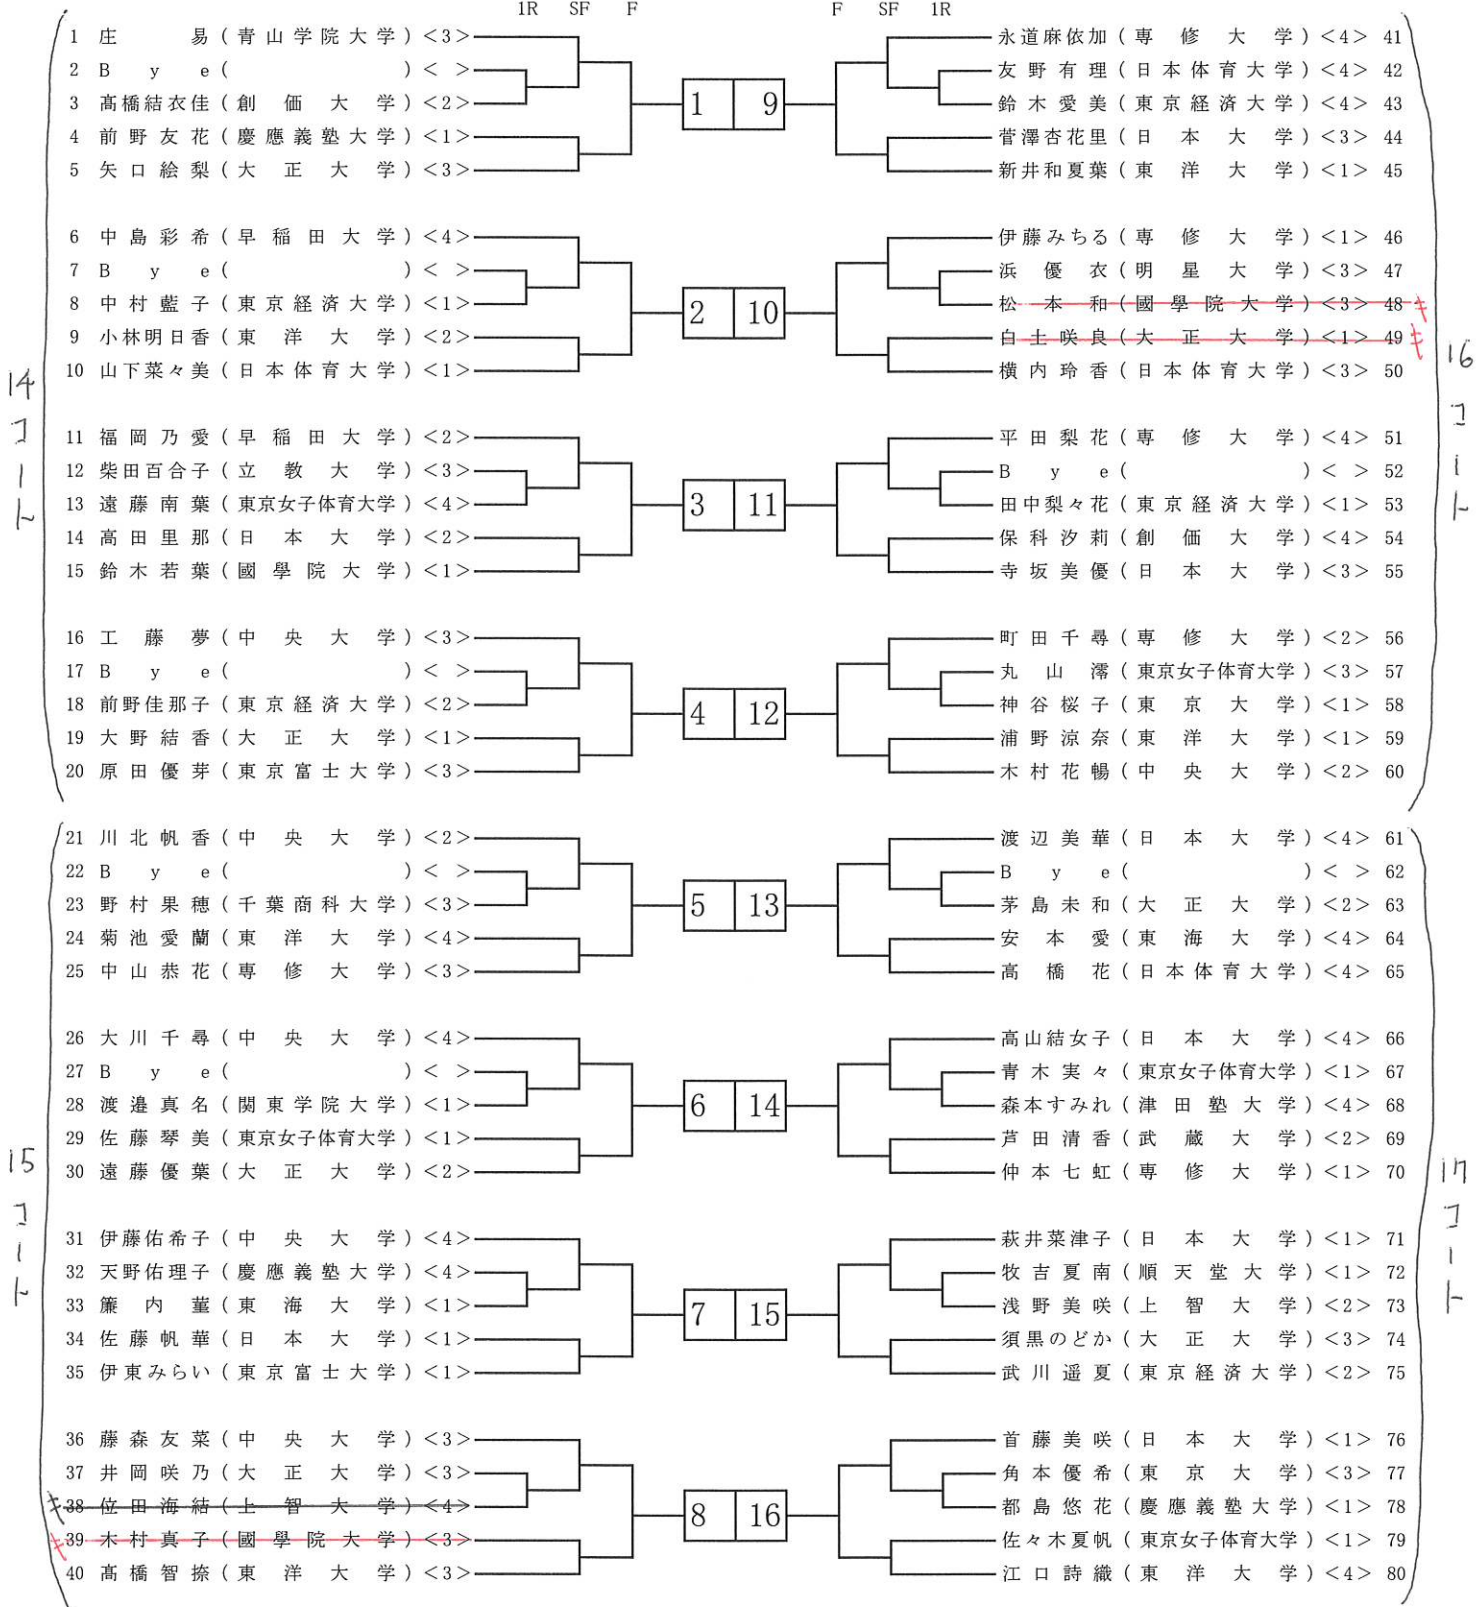 1R SF F
1 庄 易 ( 青山学院大学 ) <3>
2 Bye ( ) < >
3 髙橋結衣佳 ( 創価大学 ) <2>
4 前野友花 ( 慶應義塾大学 ) <1>
5 矢口絵梨 ( 大正大学 ) <3>
6 中島彩希 ( 早稲田大学 ) <4>
7 Bye ( ) < >
8 中村藍子 ( 東京経済大学 ) <1>
9 小林明日香 ( 東洋大学 ) <2>
10 山下菜々美 ( 日本体育大学 ) <1>
11 福岡乃愛 ( 早稲田大学 ) <2>
12 柴田百合子 ( 立教大学 ) <3>
13 遠藤南葉 ( 東京女子体育大学 ) <4>
14 高田里那 ( 日本大学 ) <2>
15 鈴木若葉 ( 國學院大学 ) <1>
16 工藤夢 ( 中央大学 ) <3>
17 Bye ( ) < >
18 前野佳那子 ( 東京経済大学 ) <2>
19 大野結香 ( 大正大学 ) <1>
20 原田優芽 ( 東京富士大学 ) <3>
14コート
21 川北帆香 ( 中央大学 ) <2>
22 Bye ( ) < >
23 野村果穂 ( 千葉商科大学 ) <3>
24 菊池愛蘭 ( 東洋大学 ) <4>
25 中山恭花 ( 専修大学 ) <3>
26 大川千尋 ( 中央大学 ) <4>
27 Bye ( ) < >
28 渡邉真名 ( 関東学院大学 ) <1>
29 佐藤琴美 ( 東京女子体育大学 ) <1>
30 遠藤優葉 ( 大正大学 ) <2>
31 伊藤佑希子 ( 中央大学 ) <4>
32 天野佑理子 ( 慶應義塾大学 ) <4>
33 簾内菫 ( 東海大学 ) <1>
34 佐藤帆華 ( 日本大学 ) <1>
35 伊東みらい ( 東京富士大学 ) <1>
36 藤森友菜 ( 中央大学 ) <3>
37 井岡咲乃 ( 大正大学 ) <3>
キ 38 位田海結 ( 上智大学 ) <4>
キ 39 木村真子 ( 國學院大学 ) <3>
40 髙橋智捺 ( 東洋大学 ) <3>
15コート
1 9
2 10
3 11
4 12
5 13
6 14
7 15
8 16
F SF 1R
永道麻依加 ( 専修大学 ) <4> 41
友野有理 ( 日本体育大学 ) <4> 42
鈴木愛美 ( 東京経済大学 ) <4> 43
菅澤杏花里 ( 日本大学 ) <3> 44
新井和夏葉 ( 東洋大学 ) <1> 45
伊藤みちる ( 専修大学 ) <1> 46
浜優衣 ( 明星大学 ) <3> 47
松本和 ( 國學院大学 ) <3> 48 キ
白土咲良 ( 大正大学 ) <1> 49 キ
横内玲香 ( 日本体育大学 ) <3> 50
平田梨花 ( 専修大学 ) <4> 51
Bye ( ) < > 52
田中梨々花 ( 東京経済大学 ) <1> 53
保科汐莉 ( 創価大学 ) <4> 54
寺坂美優 ( 日本大学 ) <3> 55
町田千尋 ( 専修大学 ) <2> 56
丸山澪 ( 東京女子体育大学 ) <3> 57
神谷桜子 ( 東京大学 ) <1> 58
浦野涼奈 ( 東洋大学 ) <1> 59
木村花暢 ( 中央大学 ) <2> 60
16コート
渡辺美華 ( 日本大学 ) <4> 61
Bye ( ) < > 62
茅島未和 ( 大正大学 ) <2> 63
安本愛 ( 東海大学 ) <4> 64
高橋花 ( 日本体育大学 ) <4> 65
高山結女子 ( 日本大学 ) <4> 66
青木実々 ( 東京女子体育大学 ) <1> 67
森本すみれ ( 津田塾大学 ) <4> 68
芦田清香 ( 武蔵大学 ) <2> 69
仲本七虹 ( 専修大学 ) <1> 70
萩井菜津子 ( 日本大学 ) <1> 71
牧吉夏南 ( 順天堂大学 ) <1> 72
浅野美咲 ( 上智大学 ) <2> 73
須黒のどか ( 大正大学 ) <3> 74
武川遥夏 ( 東京経済大学 ) <2> 75
首藤美咲 ( 日本大学 ) <1> 76
角本優希 ( 東京大学 ) <3> 77
都島悠花 ( 慶應義塾大学 ) <1> 78
佐々木夏帆 ( 東京女子体育大学 ) <1> 79
江口詩織 ( 東洋大学 ) <4> 80
17コート